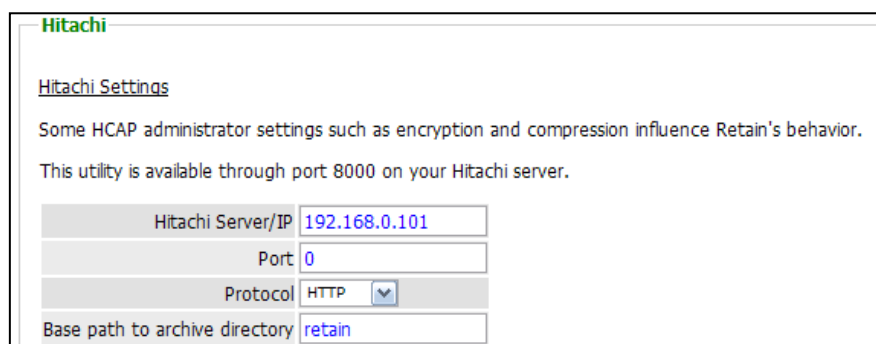 Hitachi
Hitachi Settings
Some HCAP administrator settings such as encryption and compression influence Retain's behavior.
This utility is available through port 8000 on your Hitachi server.
Hitachi Server/IP 192.168.0.101
Port 0
Protocol HTTP
Base path to archive directory retain